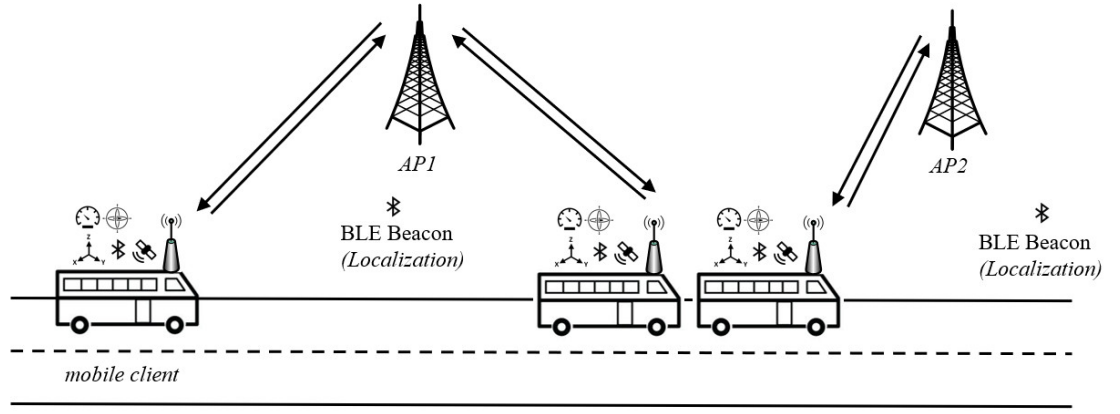 AP1
AP2
BLE Beacon
(Localization)
BLE Beacon
(Localization)
Z
X
Y
Z
X
Y
Z
X
Y
mobile client